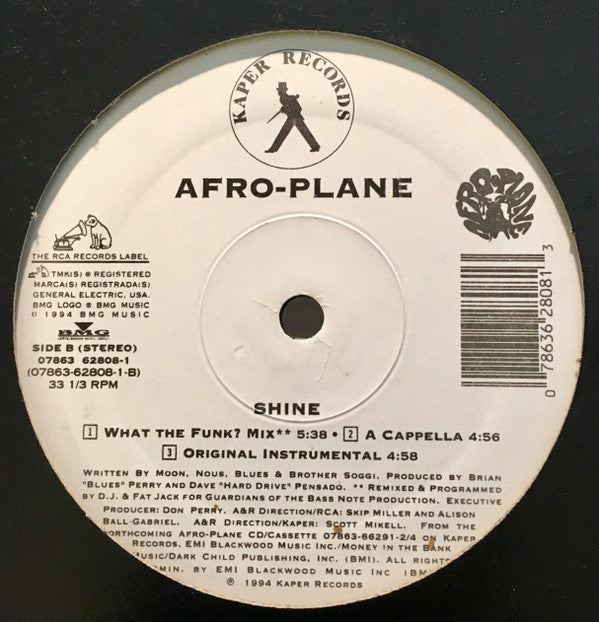 KAPER RECORDS
AFRO-PLANE
AFRO-PLANE
THE RCA RECORDS LABEL
TMK(S) ® REGISTERED
MARCA(S) REGISTRADA(S)
GENERAL ELECTRIC, USA.
BMG LOGO ® BMG MUSIC
© 1994 BMG MUSIC
BMG
SIDE B (STEREO)
07863 62808-1
(07863-62808-1-B)
33 1/3 RPM
0 78636 28081 3
SHINE
1 WHAT THE FUNK? MIX** 5:38 • 2 A CAPPELLA 4:56
3 ORIGINAL INSTRUMENTAL 4:58
WRITTEN BY MOON, NOUS, BLUES & BROTHER SOGGI. PRODUCED BY BRIAN
"BLUES" PERRY AND DAVE "HARD DRIVE" PENSADO. ** REMIXED & PROGRAMMED
BY D.J. & FAT JACK FOR GUARDIANS OF THE BASS NOTE PRODUCTION. EXECUTIVE
PRODUCER: DON PERRY. A&R DIRECTION/RCA: SKIP MILLER AND ALISON
BALL-GABRIEL. A&R DIRECTION/KAPER: SCOTT MIKELL. FROM THE
RTHCOMING AFRO-PLANE CD/CASSETTE 07863-66291-2/4 ON KAPER
RECORDS. EMI BLACKWOOD MUSIC INC./MONEY IN THE BANK
MUSIC/DARK CHILD PUBLISHING, INC. (BMI). ALL RIGHTS
MIN. BY EMI BLACKWOOD MUSIC INC (BMI)
℗ 1994 KAPER RECORDS